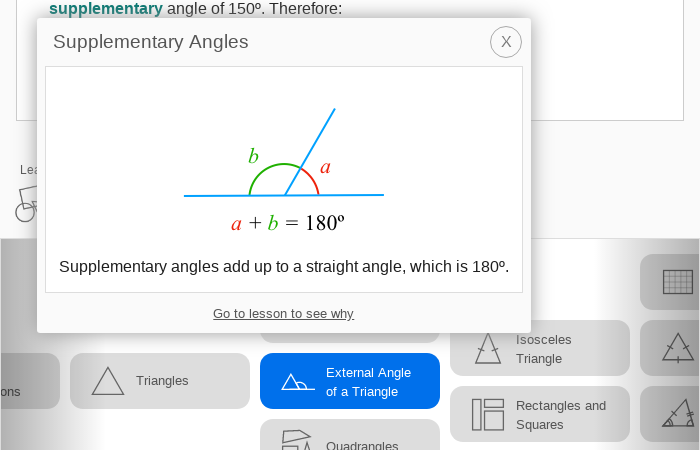 supplementary angle of 150º. Therefore:
Supplementary Angles
X
b
a
a + b = 180º
Supplementary angles add up to a straight angle, which is 180º.
Go to lesson to see why
Lea
ons
Triangles
External Angle
of a Triangle
Isosceles
Triangle
Rectangles and
Squares
Quadrangles